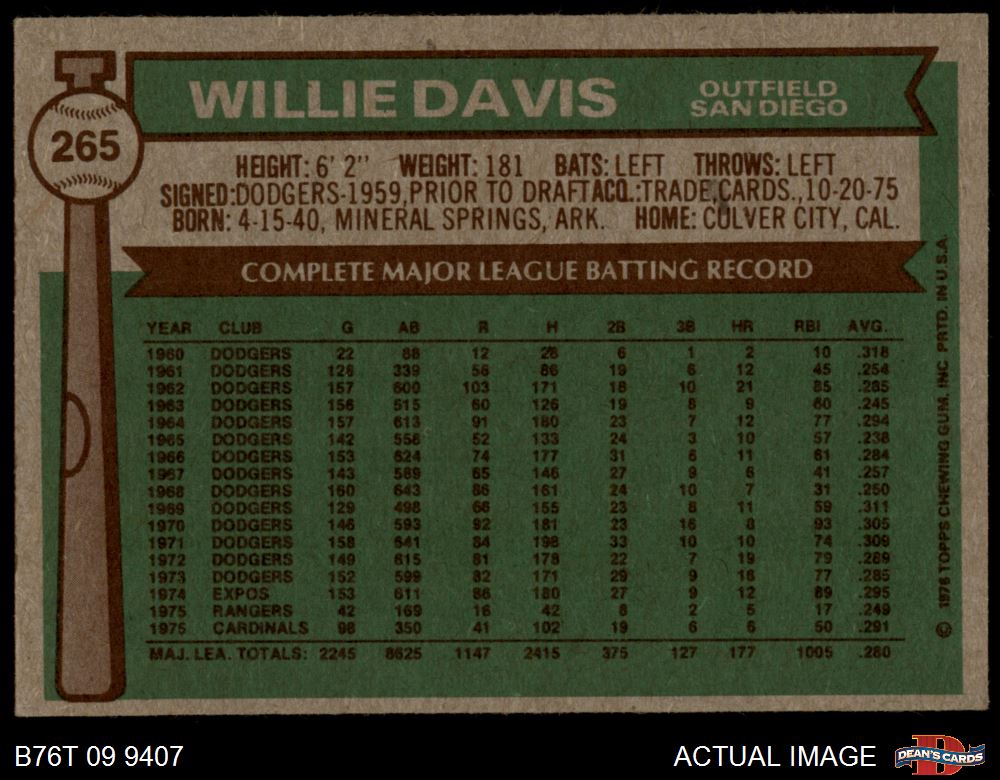 WILLIE DAVIS
OUTFIELD
SAN DIEGO
265
HEIGHT: 6' 2" WEIGHT: 181 BATS: LEFT THROWS: LEFT
SIGNED: DODGERS-1959, PRIOR TO DRAFT ACQ.: TRADE, CARDS., 10-20-75
BORN: 4-15-40, MINERAL SPRINGS, ARK. HOME: CULVER CITY, CAL.
COMPLETE MAJOR LEAGUE BATTING RECORD
YEAR CLUB G AB R H 2B 3B HR RBI AVG.
1960 DODGERS 22 88 12 28 6 1 2 10 .318
1961 DODGERS 128 339 56 86 19 6 12 45 .254
1962 DODGERS 157 600 103 171 18 10 21 85 .285
1963 DODGERS 156 515 60 126 19 8 9 60 .245
1964 DODGERS 157 613 91 180 23 7 12 77 .294
1965 DODGERS 142 558 52 133 24 3 10 57 .238
1966 DODGERS 153 624 74 177 31 6 11 61 .284
1967 DODGERS 143 569 65 146 27 9 6 41 .257
1968 DODGERS 160 643 86 161 24 10 7 31 .250
1969 DODGERS 129 498 66 155 23 8 11 59 .311
1970 DODGERS 146 593 92 181 23 16 8 93 .305
1971 DODGERS 158 641 84 198 33 10 10 74 .309
1972 DODGERS 149 615 81 178 22 7 19 79 .289
1973 DODGERS 152 599 82 171 29 9 16 77 .285
1974 EXPOS 153 611 86 180 27 9 12 89 .295
1975 RANGERS 42 169 16 42 8 2 5 17 .249
1975 CARDINALS 98 350 41 102 19 6 6 50 .291
MAJ. LEA. TOTALS: 2245 8625 1147 2415 375 127 177 1005 .280
© 1976 TOPPS CHEWING GUM, INC. PRTD. IN U.S.A.
B76T 09 9407
ACTUAL IMAGE
D
DEAN'S CARDS